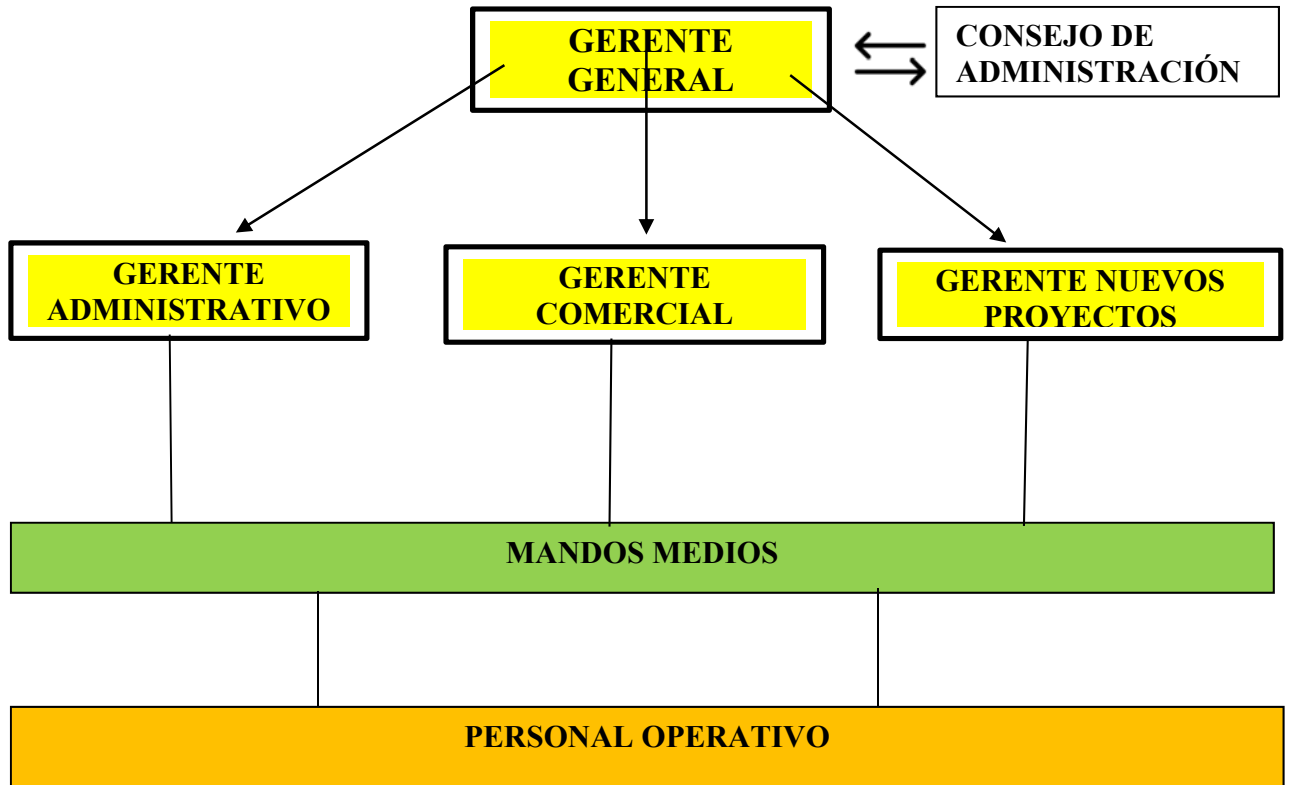 GERENTE
GENERAL
CONSEJO DE
ADMINISTRACIÓN
GERENTE
ADMINISTRATIVO
GERENTE
COMERCIAL
GERENTE NUEVOS
PROYECTOS
MANDOS MEDIOS
PERSONAL OPERATIVO